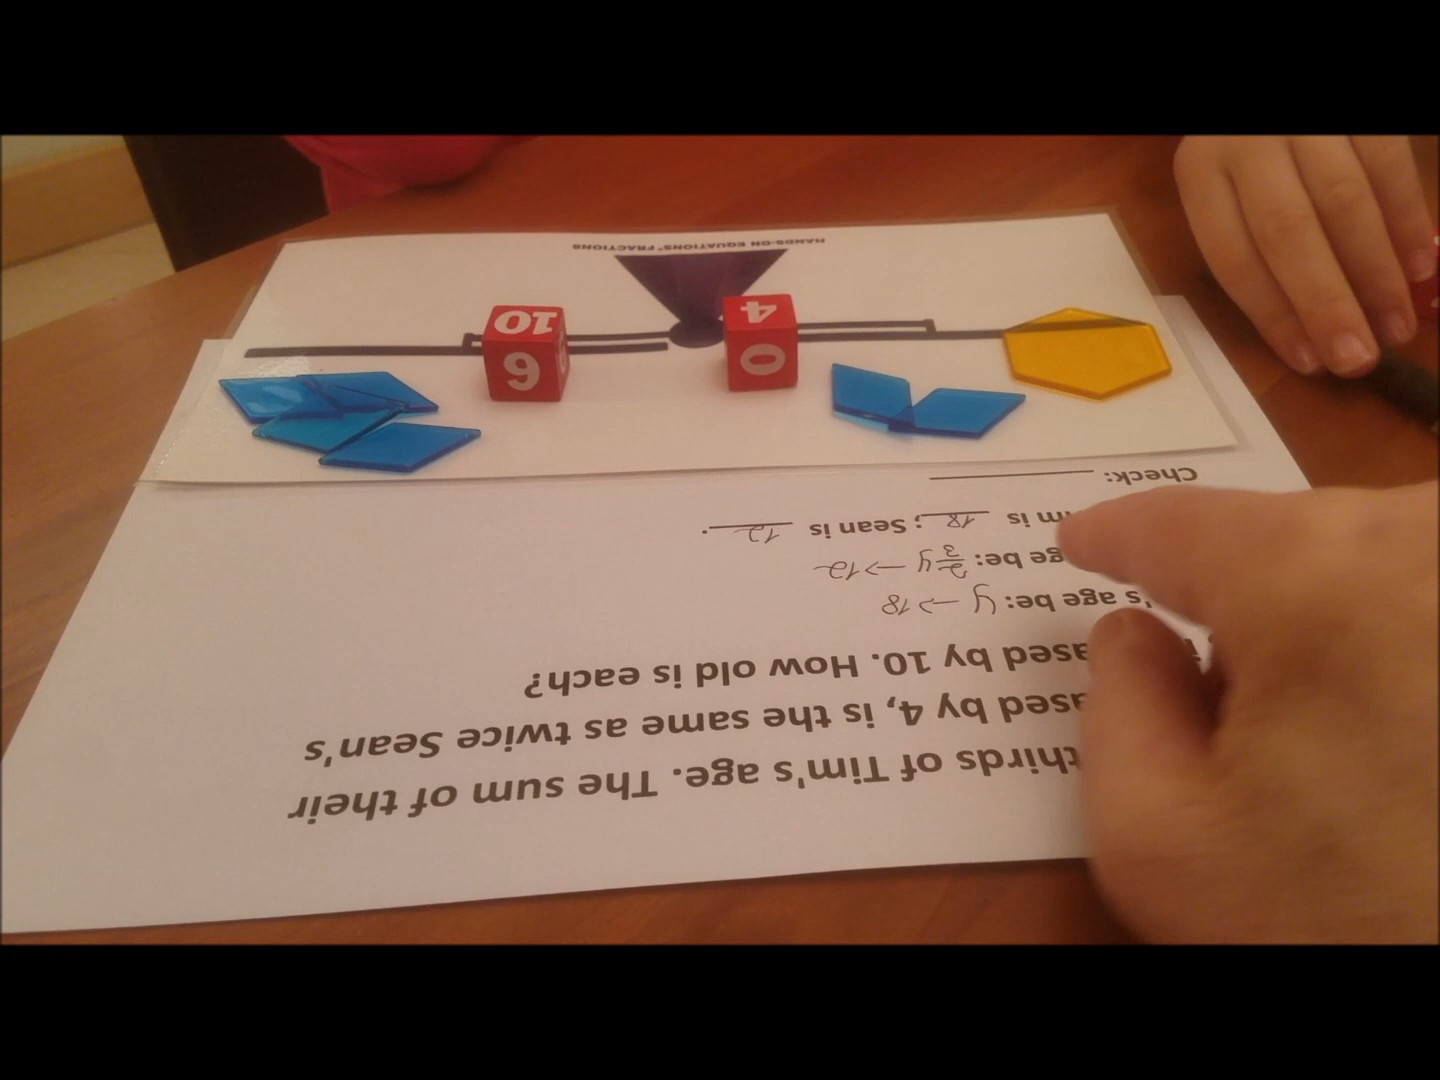 thirds of Tim's age. The sum of their
ased by 4, is the same as twice Sean's
ased by 10. How old is each?
's age be: y → 18
ge be: 2/3 y → 12
m is 18; Sean is 12.
Check:
HANDS-ON EQUATIONS® FRACTIONS
4
0
10
6